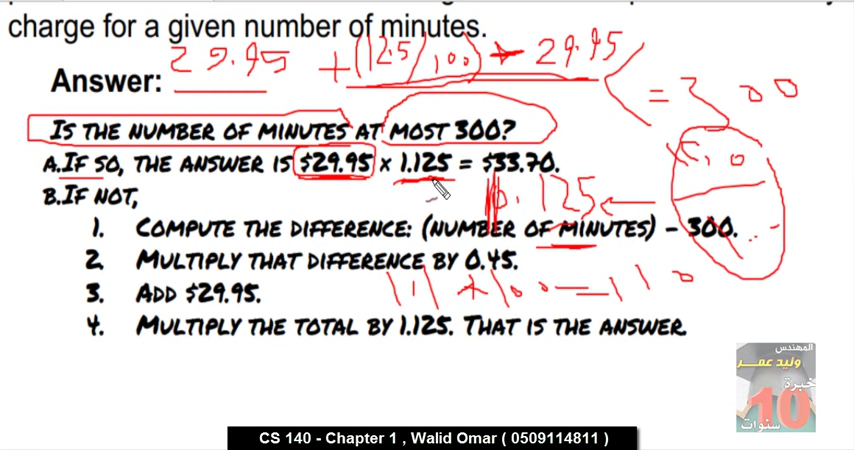 charge for a given number of minutes.
29.95 + (12.5/100) * 29.95
Answer:
= 300
IS THE NUMBER OF MINUTES AT MOST 300?
A. IF SO, THE ANSWER IS $29.95 × 1.125 = $33.70.
B. IF NOT,
0.125
1. COMPUTE THE DIFFERENCE: (NUMBER OF MINUTES) – 300.
2. MULTIPLY THAT DIFFERENCE BY 0.45.
3. ADD $29.95.
4. MULTIPLY THE TOTAL BY 1.125. THAT IS THE ANSWER.
المهندس
وليد عمر
خبرة
10
سنوات
CS 140 - Chapter 1 , Walid Omar ( 0509114811 )